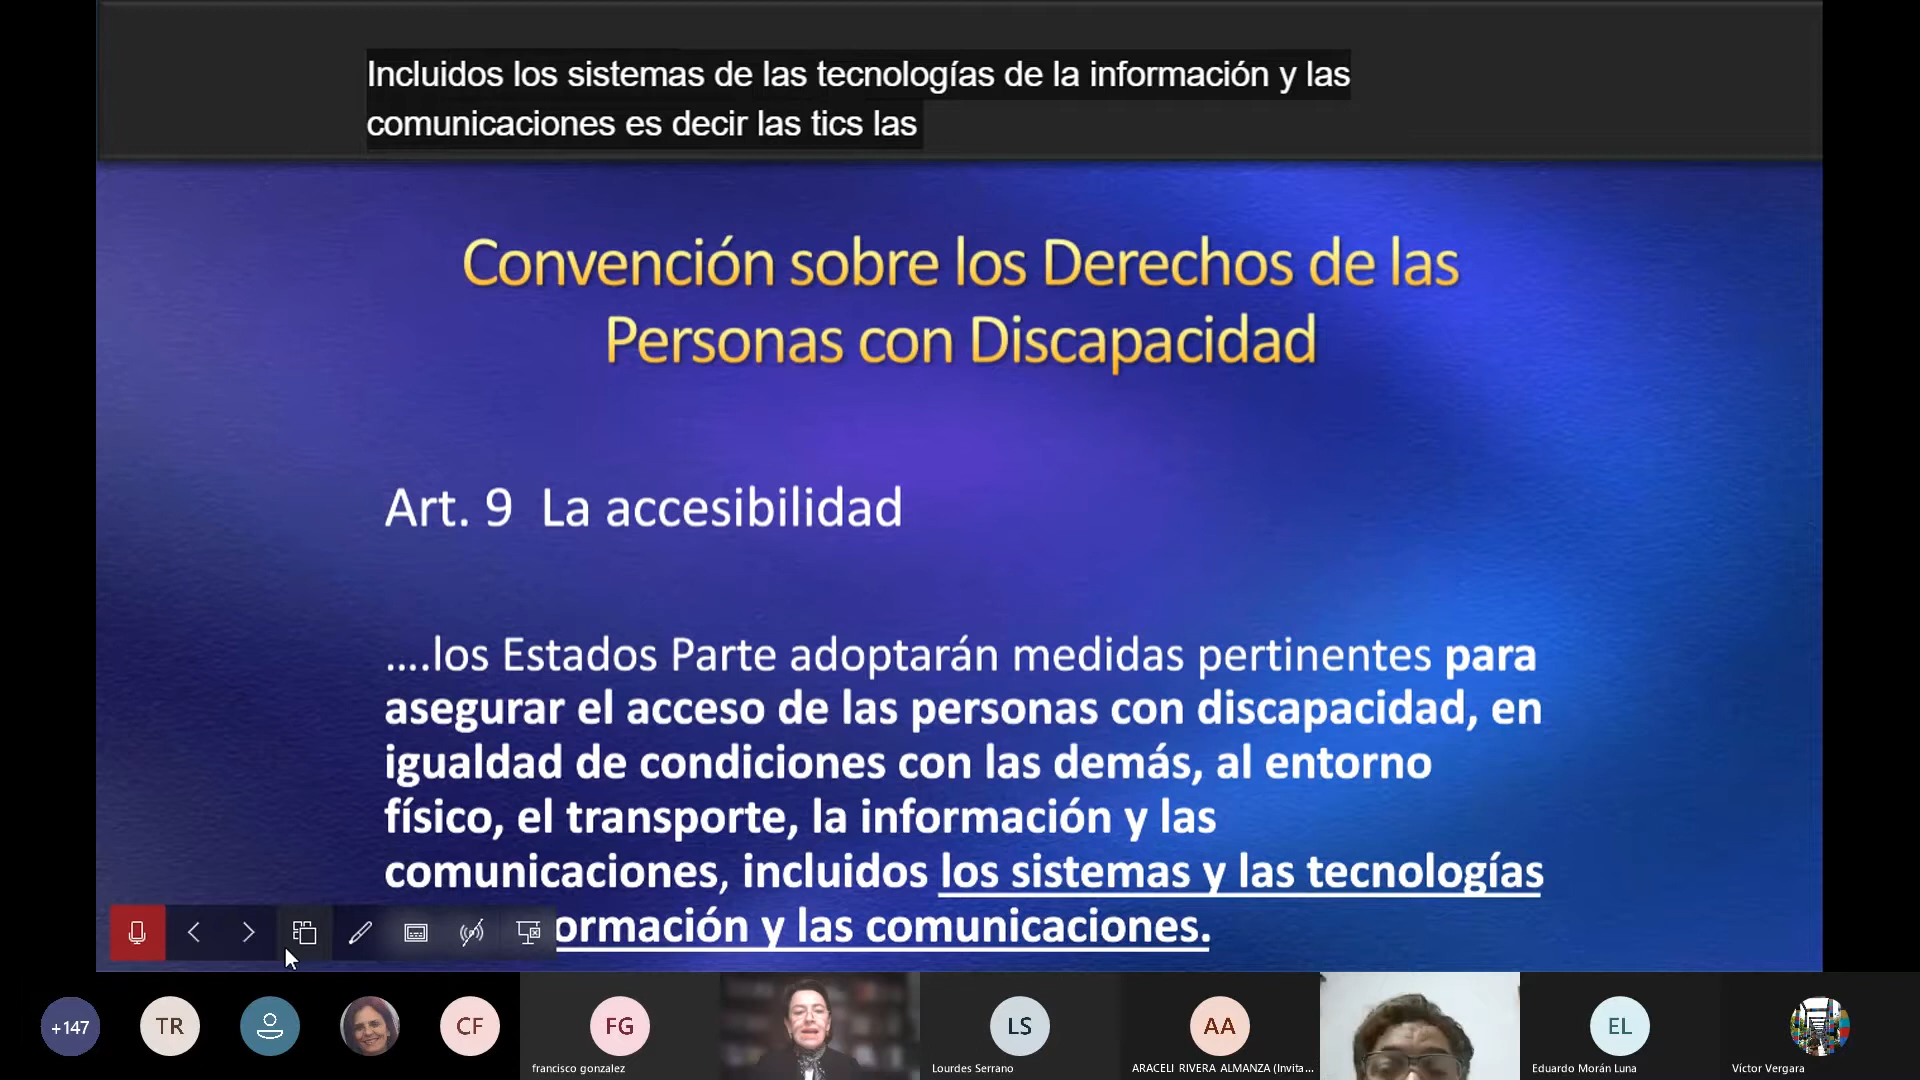 Incluidos los sistemas de las tecnologías de la información y las
comunicaciones es decir las tics las
Convención sobre los Derechos de las
Personas con Discapacidad
Art. 9 La accesibilidad
....los Estados Parte adoptarán medidas pertinentes para
asegurar el acceso de las personas con discapacidad, en
igualdad de condiciones con las demás, al entorno
físico, el transporte, la información y las
comunicaciones, incluidos los sistemas y las tecnologías
ormación y las comunicaciones.
+147
TR
CF
FG
francisco gonzalez
LS
Lourdes Serrano
AA
ARACELI RIVERA ALMANZA (Invita...
EL
Eduardo Morán Luna
Víctor Vergara